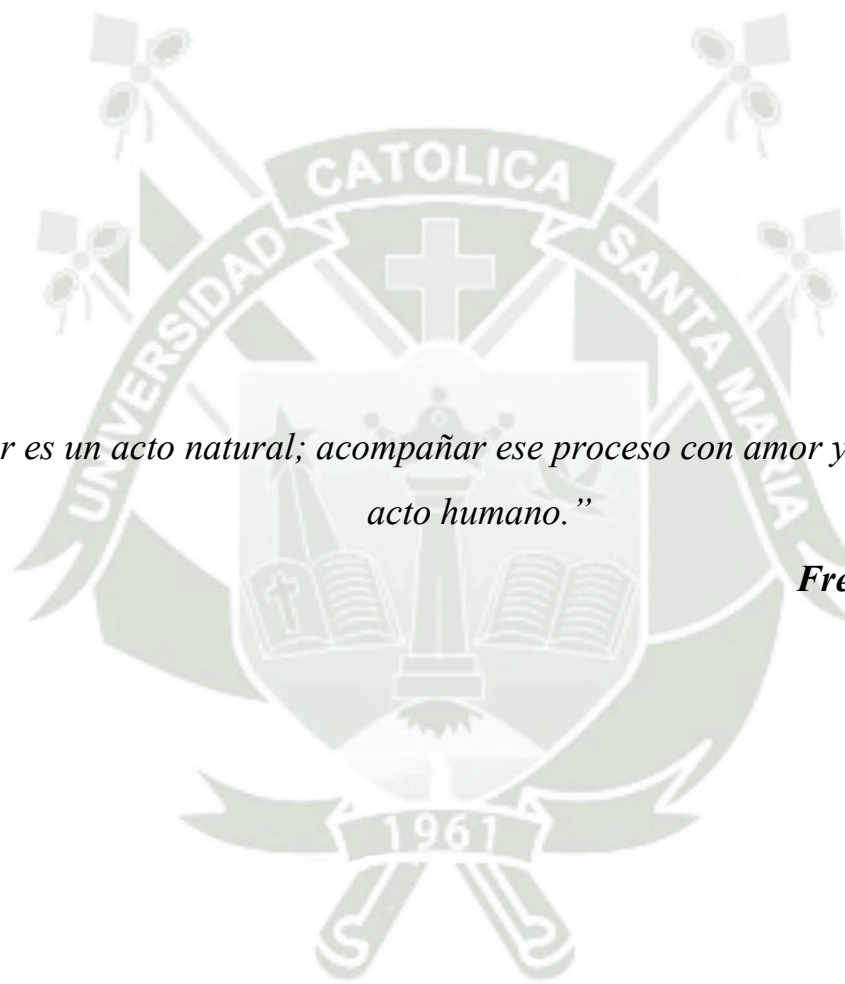 CATOLICA
UNIVERSIDAD
SANTA MARIA
r es un acto natural; acompañar ese proceso con amor y
acto humano.”
Fre
1961